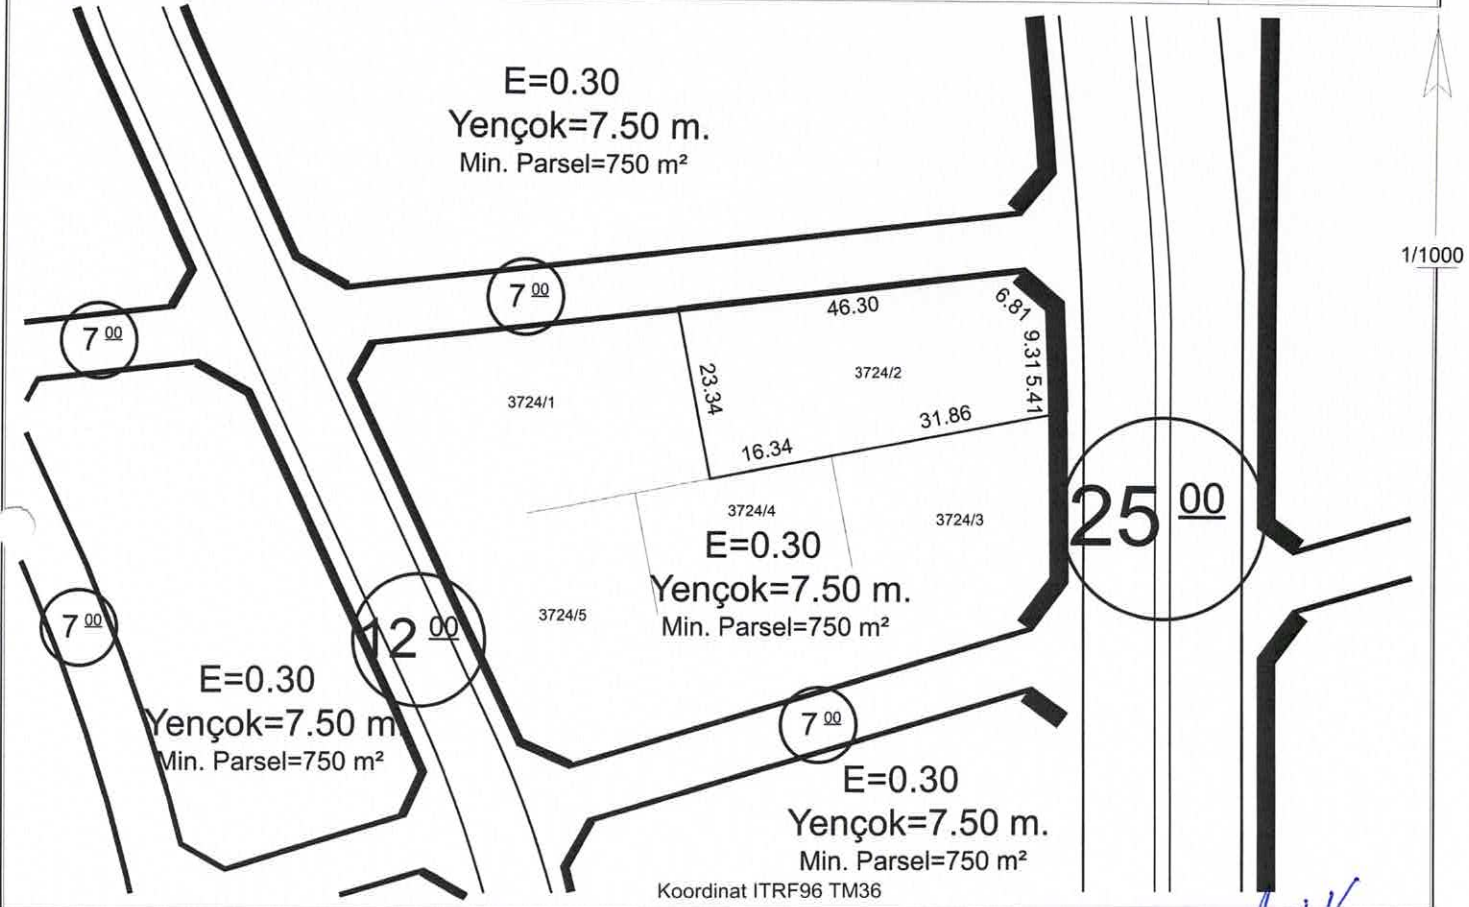 E=0.30
Yençok=7.50 m.
Min. Parsel=750 m²
1/1000
7 00
7 00
46.30
6.81
9.31
5.41
23.34
3724/1
3724/2
31.86
16.34
3724/4
3724/3
25 00
E=0.30
Yençok=7.50 m.
Min. Parsel=750 m²
3724/5
7 00
12 00
E=0.30
Yençok=7.50 m.
Min. Parsel=750 m²
7 00
E=0.30
Yençok=7.50 m.
Min. Parsel=750 m²
Koordinat ITRF96 TM36